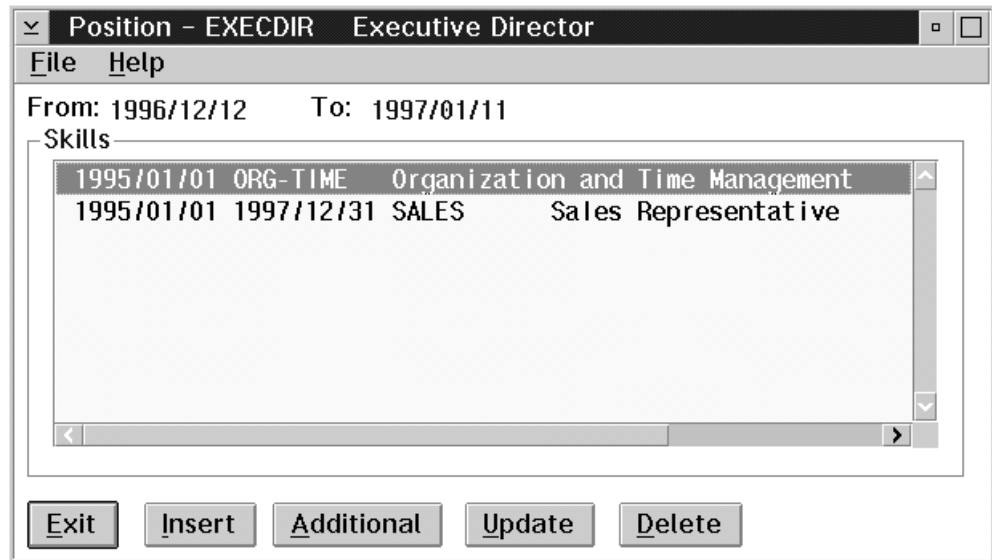 Position - EXECDIR Executive Director
File Help
From: 1996/12/12 To: 1997/01/11
Skills
1995/01/01 ORG-TIME Organization and Time Management
1995/01/01 1997/12/31 SALES Sales Representative
Exit Insert Additional Update Delete